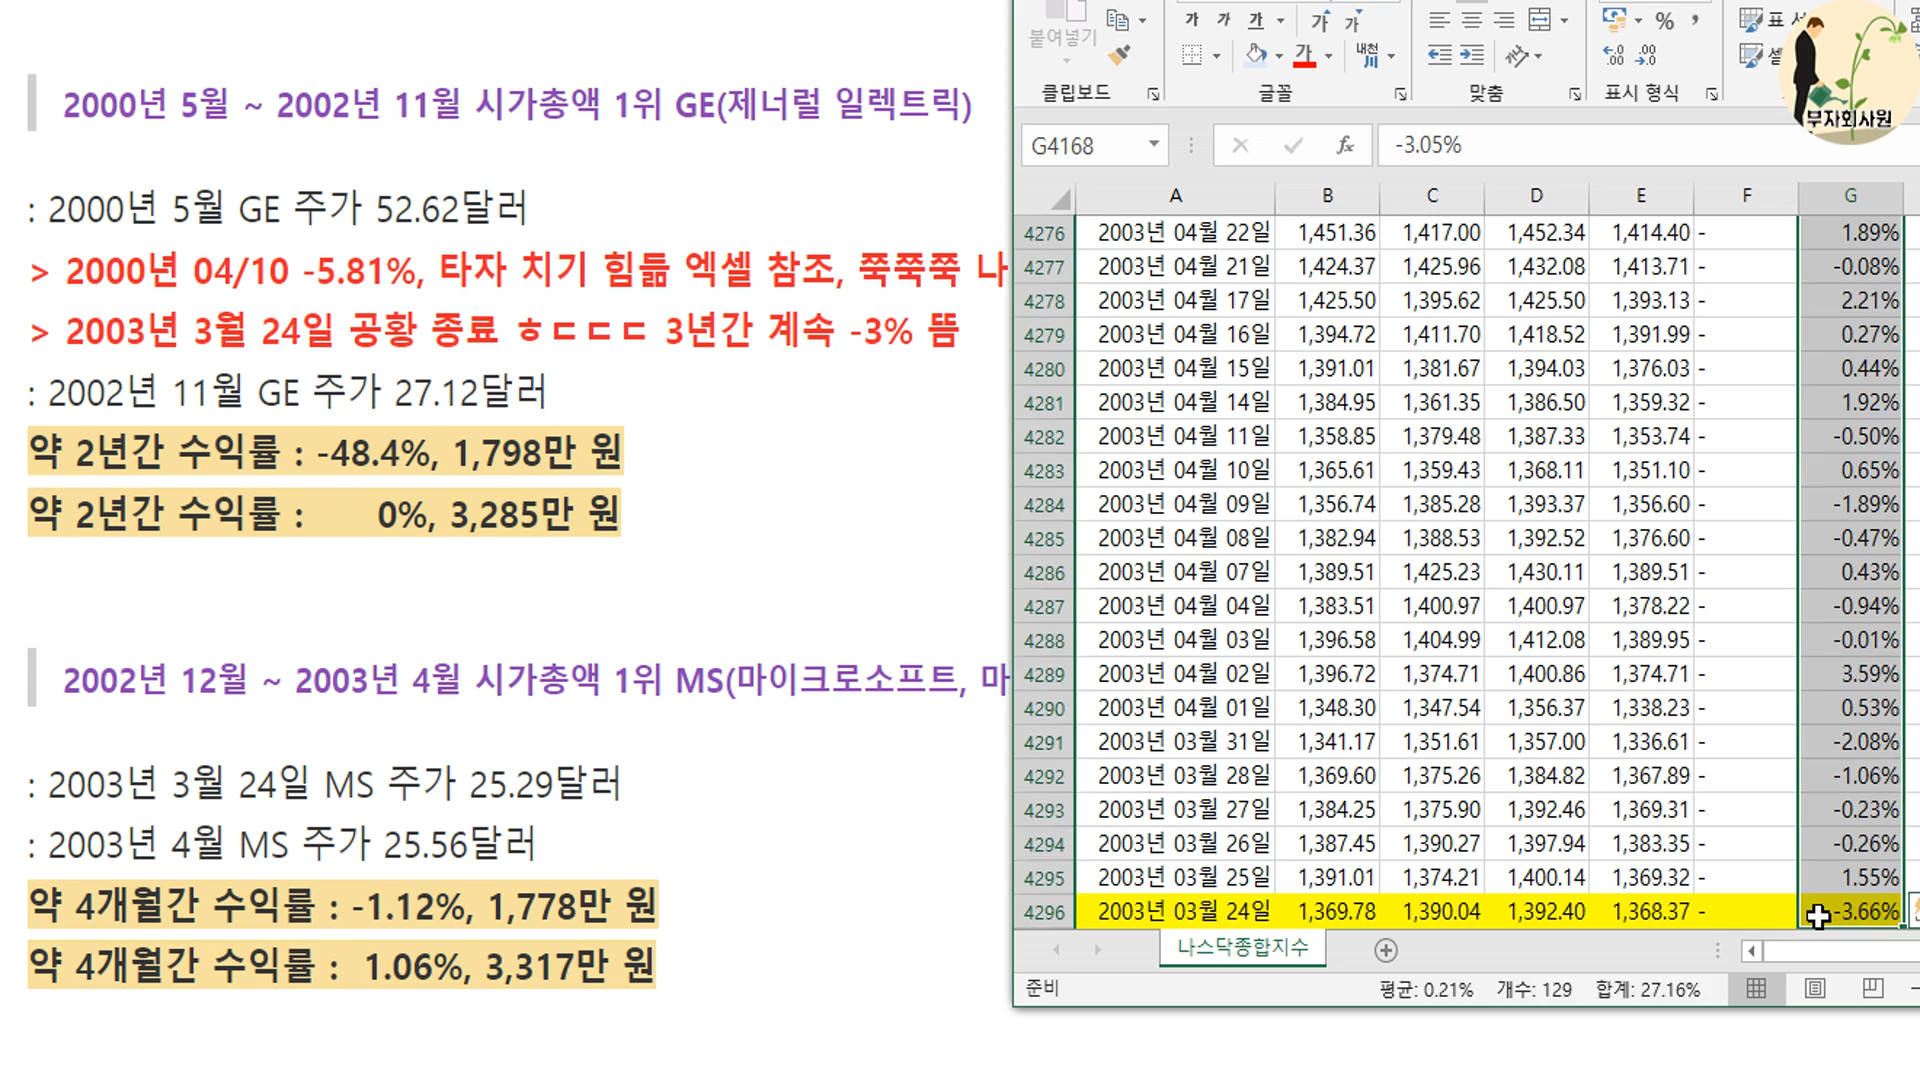 2000년 5월 ~ 2002년 11월 시가총액 1위 GE(제너럴 일렉트릭)
: 2000년 5월 GE 주가 52.62달러
> 2000년 04/10 -5.81%, 타자 치기 힘듦 엑셀 참조, 쭉쭉쭉 나
> 2003년 3월 24일 공황 종료 ㅎㄷㄷㄷ 3년간 계속 -3% 뜸
: 2002년 11월 GE 주가 27.12달러
약 2년간 수익률 : -48.4%, 1,798만 원
약 2년간 수익률 : 0%, 3,285만 원
2002년 12월 ~ 2003년 4월 시가총액 1위 MS(마이크로소프트, 마
: 2003년 3월 24일 MS 주가 25.29달러
: 2003년 4월 MS 주가 25.56달러
약 4개월간 수익률 : -1.12%, 1,778만 원
약 4개월간 수익률 : 1.06%, 3,317만 원
붙여넣기
가 가 가 가 가
가 내천 川
% ,
표 서
셀
클립보드 글꼴 맞춤 표시 형식
부자회사원
G4168 fx -3.05%
A B C D E F G
4276 2003년 04월 22일 1,451.36 1,417.00 1,452.34 1,414.40 - 1.89%
4277 2003년 04월 21일 1,424.37 1,425.96 1,432.08 1,413.71 - -0.08%
4278 2003년 04월 17일 1,425.50 1,395.62 1,425.50 1,393.13 - 2.21%
4279 2003년 04월 16일 1,394.72 1,411.70 1,418.52 1,391.99 - 0.27%
4280 2003년 04월 15일 1,391.01 1,381.67 1,394.03 1,376.03 - 0.44%
4281 2003년 04월 14일 1,384.95 1,361.35 1,386.50 1,359.32 - 1.92%
4282 2003년 04월 11일 1,358.85 1,379.48 1,387.33 1,353.74 - -0.50%
4283 2003년 04월 10일 1,365.61 1,359.43 1,368.11 1,351.10 - 0.65%
4284 2003년 04월 09일 1,356.74 1,385.28 1,393.37 1,356.60 - -1.89%
4285 2003년 04월 08일 1,382.94 1,388.53 1,392.52 1,376.60 - -0.47%
4286 2003년 04월 07일 1,389.51 1,425.23 1,430.11 1,389.51 - 0.43%
4287 2003년 04월 04일 1,383.51 1,400.97 1,400.97 1,378.22 - -0.94%
4288 2003년 04월 03일 1,396.58 1,404.99 1,412.08 1,389.95 - -0.01%
4289 2003년 04월 02일 1,396.72 1,374.71 1,400.86 1,374.71 - 3.59%
4290 2003년 04월 01일 1,348.30 1,347.54 1,356.37 1,338.23 - 0.53%
4291 2003년 03월 31일 1,341.17 1,351.61 1,357.00 1,336.61 - -2.08%
4292 2003년 03월 28일 1,369.60 1,375.26 1,384.82 1,367.89 - -1.06%
4293 2003년 03월 27일 1,384.25 1,375.90 1,392.46 1,369.31 - -0.23%
4294 2003년 03월 26일 1,387.45 1,390.27 1,397.94 1,383.35 - -0.26%
4295 2003년 03월 25일 1,391.01 1,374.21 1,400.14 1,369.32 - 1.55%
4296 2003년 03월 24일 1,369.78 1,390.04 1,392.40 1,368.37 - -3.66%
나스닥종합지수
준비 평균: 0.21% 개수: 129 합계: 27.16%